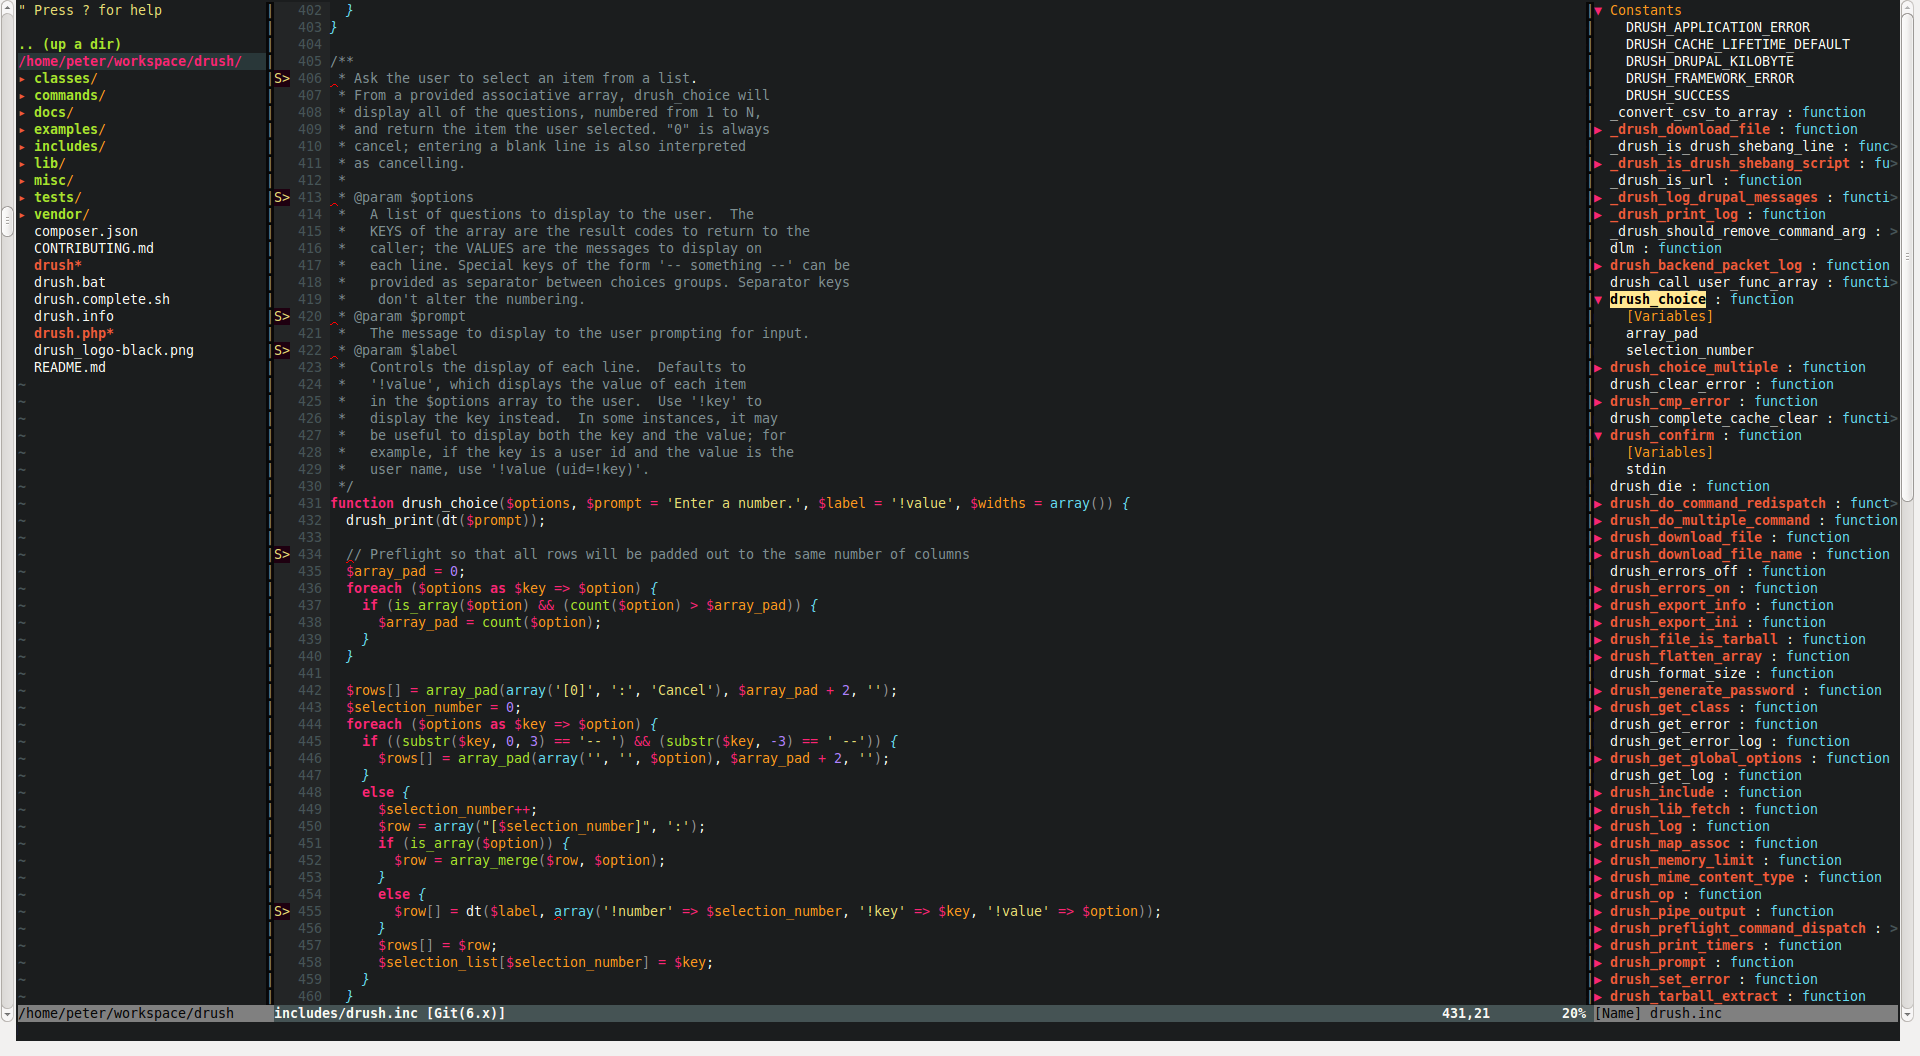 " Press ? for help
.. (up a dir)
/home/peter/workspace/drush/
▸ classes/
▸ commands/
▸ docs/
▸ examples/
▸ includes/
▸ lib/
▸ misc/
▸ tests/
▸ vendor/
composer.json
CONTRIBUTING.md
drush*
drush.bat
drush.complete.sh
drush.info
drush.php*
drush_logo-black.png
README.md
/home/peter/workspace/drush
402   }
403 }
404
405 /**
S> 406  * Ask the user to select an item from a list.
407  * From a provided associative array, drush_choice will
408  * display all of the questions, numbered from 1 to N,
409  * and return the item the user selected. "0" is always
410  * cancel; entering a blank line is also interpreted
411  * as cancelling.
412  *
S> 413  * @param $options
414  *   A list of questions to display to the user.  The
415  *   KEYS of the array are the result codes to return to the
416  *   caller; the VALUES are the messages to display on
417  *   each line. Special keys of the form '-- something --' can be
418  *   provided as separator between choices groups. Separator keys
419  *    don't alter the numbering.
S> 420  * @param $prompt
421  *   The message to display to the user prompting for input.
S> 422  * @param $label
423  *   Controls the display of each line.  Defaults to
424  *   '!value', which displays the value of each item
425  *   in the $options array to the user.  Use '!key' to
426  *   display the key instead.  In some instances, it may
427  *   be useful to display both the key and the value; for
428  *   example, if the key is a user id and the value is the
429  *   user name, use '!value (uid=!key)'.
430  */
431 function drush_choice($options, $prompt = 'Enter a number.', $label = '!value', $widths = array()) {
432   drush_print(dt($prompt));
433
S> 434   // Preflight so that all rows will be padded out to the same number of columns
435   $array_pad = 0;
436   foreach ($options as $key => $option) {
437     if (is_array($option) && (count($option) > $array_pad)) {
438       $array_pad = count($option);
439     }
440   }
441
442   $rows[] = array_pad(array('[0]', ':', 'Cancel'), $array_pad + 2, '');
443   $selection_number = 0;
444   foreach ($options as $key => $option) {
445     if ((substr($key, 0, 3) == '-- ') && (substr($key, -3) == ' --')) {
446       $rows[] = array_pad(array('', '', $option), $array_pad + 2, '');
447     }
448     else {
449       $selection_number++;
450       $row = array("[$selection_number]", ':');
451       if (is_array($option)) {
452         $row = array_merge($row, $option);
453       }
454       else {
S> 455         $row[] = dt($label, array('!number' => $selection_number, '!key' => $key, '!value' => $option));
456       }
457       $rows[] = $row;
458       $selection_list[$selection_number] = $key;
459     }
460   }
includes/drush.inc [Git(6.x)] 431,21 20%
▼ Constants
DRUSH_APPLICATION_ERROR
DRUSH_CACHE_LIFETIME_DEFAULT
DRUSH_DRUPAL_KILOBYTE
DRUSH_FRAMEWORK_ERROR
DRUSH_SUCCESS
_convert_csv_to_array : function
▶ _drush_download_file : function
_drush_is_drush_shebang_line : func>
▶ _drush_is_drush_shebang_script : fu>
_drush_is_url : function
▶ _drush_log_drupal_messages : functi>
▶ _drush_print_log : function
_drush_should_remove_command_arg : >
dlm : function
▶ drush_backend_packet_log : function
drush_call_user_func_array : functi>
▼ drush_choice : function
[Variables]
array_pad
selection_number
▶ drush_choice_multiple : function
drush_clear_error : function
▶ drush_cmp_error : function
drush_complete_cache_clear : functi>
▼ drush_confirm : function
[Variables]
stdin
drush_die : function
▶ drush_do_command_redispatch : funct>
▶ drush_do_multiple_command : function
▶ drush_download_file : function
▶ drush_download_file_name : function
drush_errors_off : function
▶ drush_errors_on : function
▶ drush_export_info : function
▶ drush_export_ini : function
▶ drush_file_is_tarball : function
▶ drush_flatten_array : function
drush_format_size : function
▶ drush_generate_password : function
▶ drush_get_class : function
drush_get_error : function
drush_get_error_log : function
▶ drush_get_global_options : function
drush_get_log : function
▶ drush_include : function
▶ drush_lib_fetch : function
▶ drush_log : function
▶ drush_map_assoc : function
▶ drush_memory_limit : function
▶ drush_mime_content_type : function
▶ drush_op : function
▶ drush_pipe_output : function
▶ drush_preflight_command_dispatch : >
▶ drush_print_timers : function
▶ drush_prompt : function
▶ drush_set_error : function
▶ drush_tarball_extract : function
[Name] drush.inc